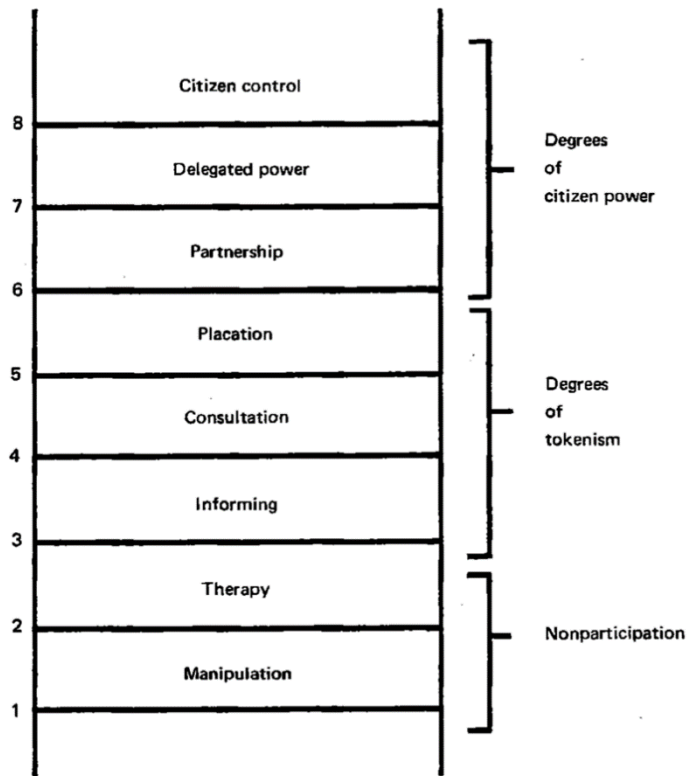 Citizen control
8
Delegated power
7
Partnership
6
Placation
5
Consultation
4
Informing
3
Therapy
2
Manipulation
1
Degrees
of
citizen power
Degrees
of
tokenism
Nonparticipation